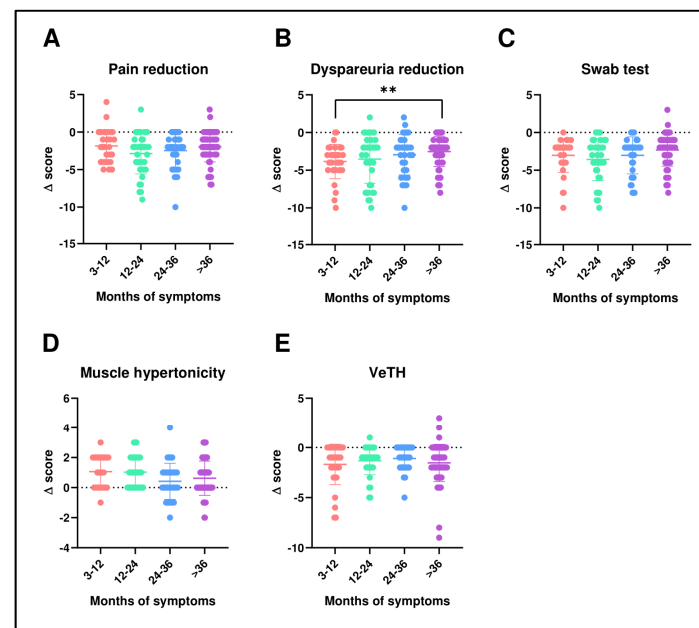 A
Pain reduction
5
0
-5
-10
-15
Δ score
3-12
12-24
24-36
>36
Months of symptoms
B
Dyspareuria reduction
**
5
0
-5
-10
-15
Δ score
3-12
12-24
24-36
>36
Months of symptoms
C
Swab test
5
0
-5
-10
-15
Δ score
3-12
12-24
24-36
>36
Months of symptoms
D
Muscle hypertonicity
6
4
2
0
-2
-4
Δ score
3-12
12-24
24-36
>36
Months of symptoms
E
VeTH
5
0
-5
-10
Δ score
3-12
12-24
24-36
>36
Months of symptoms